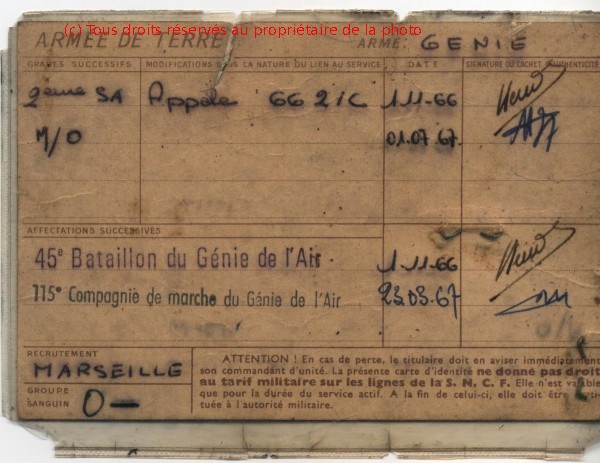 (c) Tous droits réservés au propriétaire de la photo
ARMÉE DE TERRE ARME: GENIE
GRADES SUCCESSIFS MODIFICATIONS DANS LA NATURE DU LIEN AU SERVICE DATE SIGNATURE OU CACHET D'AUTHENTICITÉ
2ème SA Appelé 66 2/C 1.11.66
M/O 01.07.67
AFFECTATIONS SUCCESSIVES
45e Bataillon du Génie de l'Air 1.11.66
115e Compagnie de marche du Génie de l'Air 23.03.67
RECRUTEMENT
MARSEILLE
GROUPE
SANGUIN O-
ATTENTION ! En cas de perte, le titulaire doit en aviser immédiatement
son commandant d'unité. La présente carte d'identité ne donne pas droit
au tarif militaire sur les lignes de la S. N. C. F. Elle n'est valable
que pour la durée du service actif. A la fin de celui-ci, elle doit être resti-
tuée à l'autorité militaire.